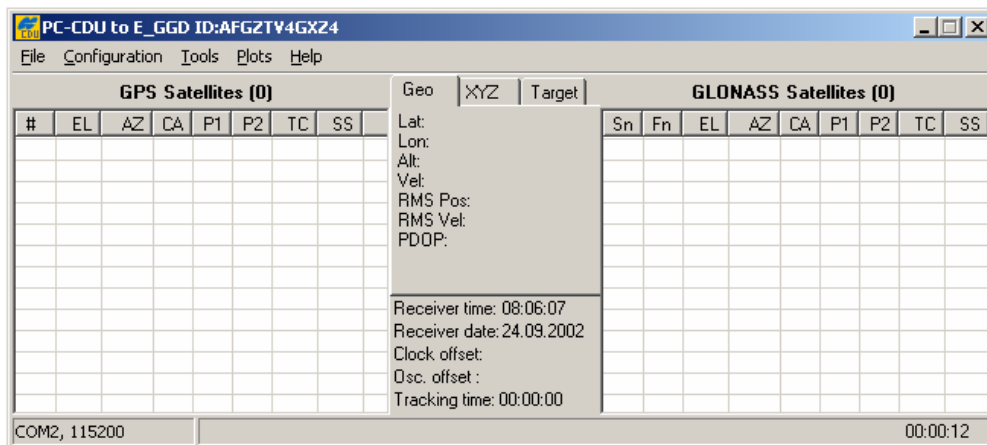 PC-CDU to E_GGD ID:AFGZTV4GXZ4
File Configuration Tools Plots Help
GPS Satellites (0)
# EL AZ CA P1 P2 TC SS
Geo XYZ Target
Lat:
Lon:
Alt:
Vel:
RMS Pos:
RMS Vel:
PDOP:
Receiver time: 08:06:07
Receiver date: 24.09.2002
Clock offset:
Osc. offset :
Tracking time: 00:00:00
GLONASS Satellites (0)
Sn Fn EL AZ CA P1 P2 TC SS
COM2, 115200
00:00:12